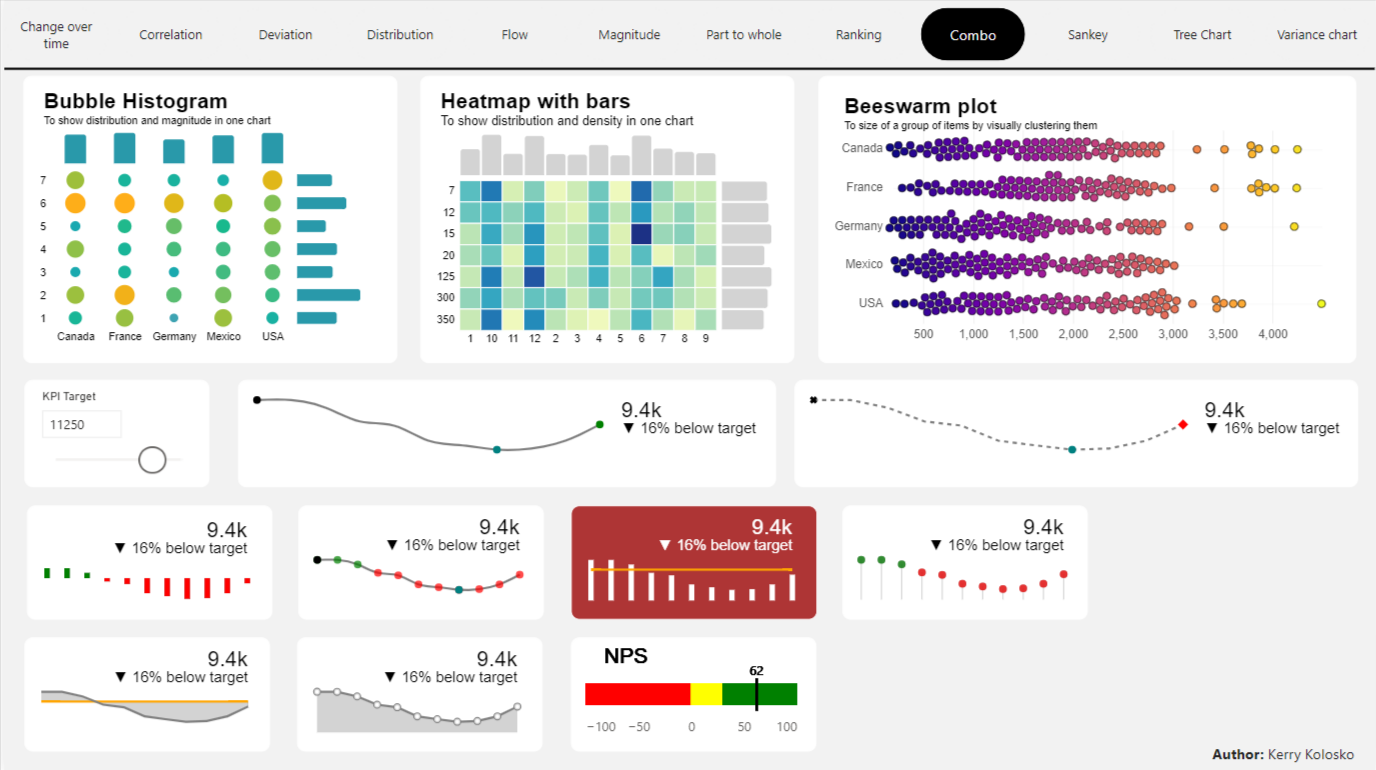 Change over
time
Correlation
Deviation
Distribution
Flow
Magnitude
Part to whole
Ranking
Combo
Sankey
Tree Chart
Variance chart
Bubble Histogram
To show distribution and magnitude in one chart
7
6
5
4
3
2
1
Canada France Germany Mexico USA
Heatmap with bars
To show distribution and density in one chart
7
12
15
20
125
300
350
1 10 11 12 2 3 4 5 6 7 8 9
Beeswarm plot
To size of a group of items by visually clustering them
Canada
France
Germany
Mexico
USA
500 1,000 1,500 2,000 2,500 3,000 3,500 4,000
KPI Target
11250
9.4k
▼ 16% below target
9.4k
▼ 16% below target
9.4k
▼ 16% below target
9.4k
▼ 16% below target
9.4k
▼ 16% below target
9.4k
▼ 16% below target
9.4k
▼ 16% below target
9.4k
▼ 16% below target
NPS
62
−100 −50 0 50 100
Author: Kerry Kolosko